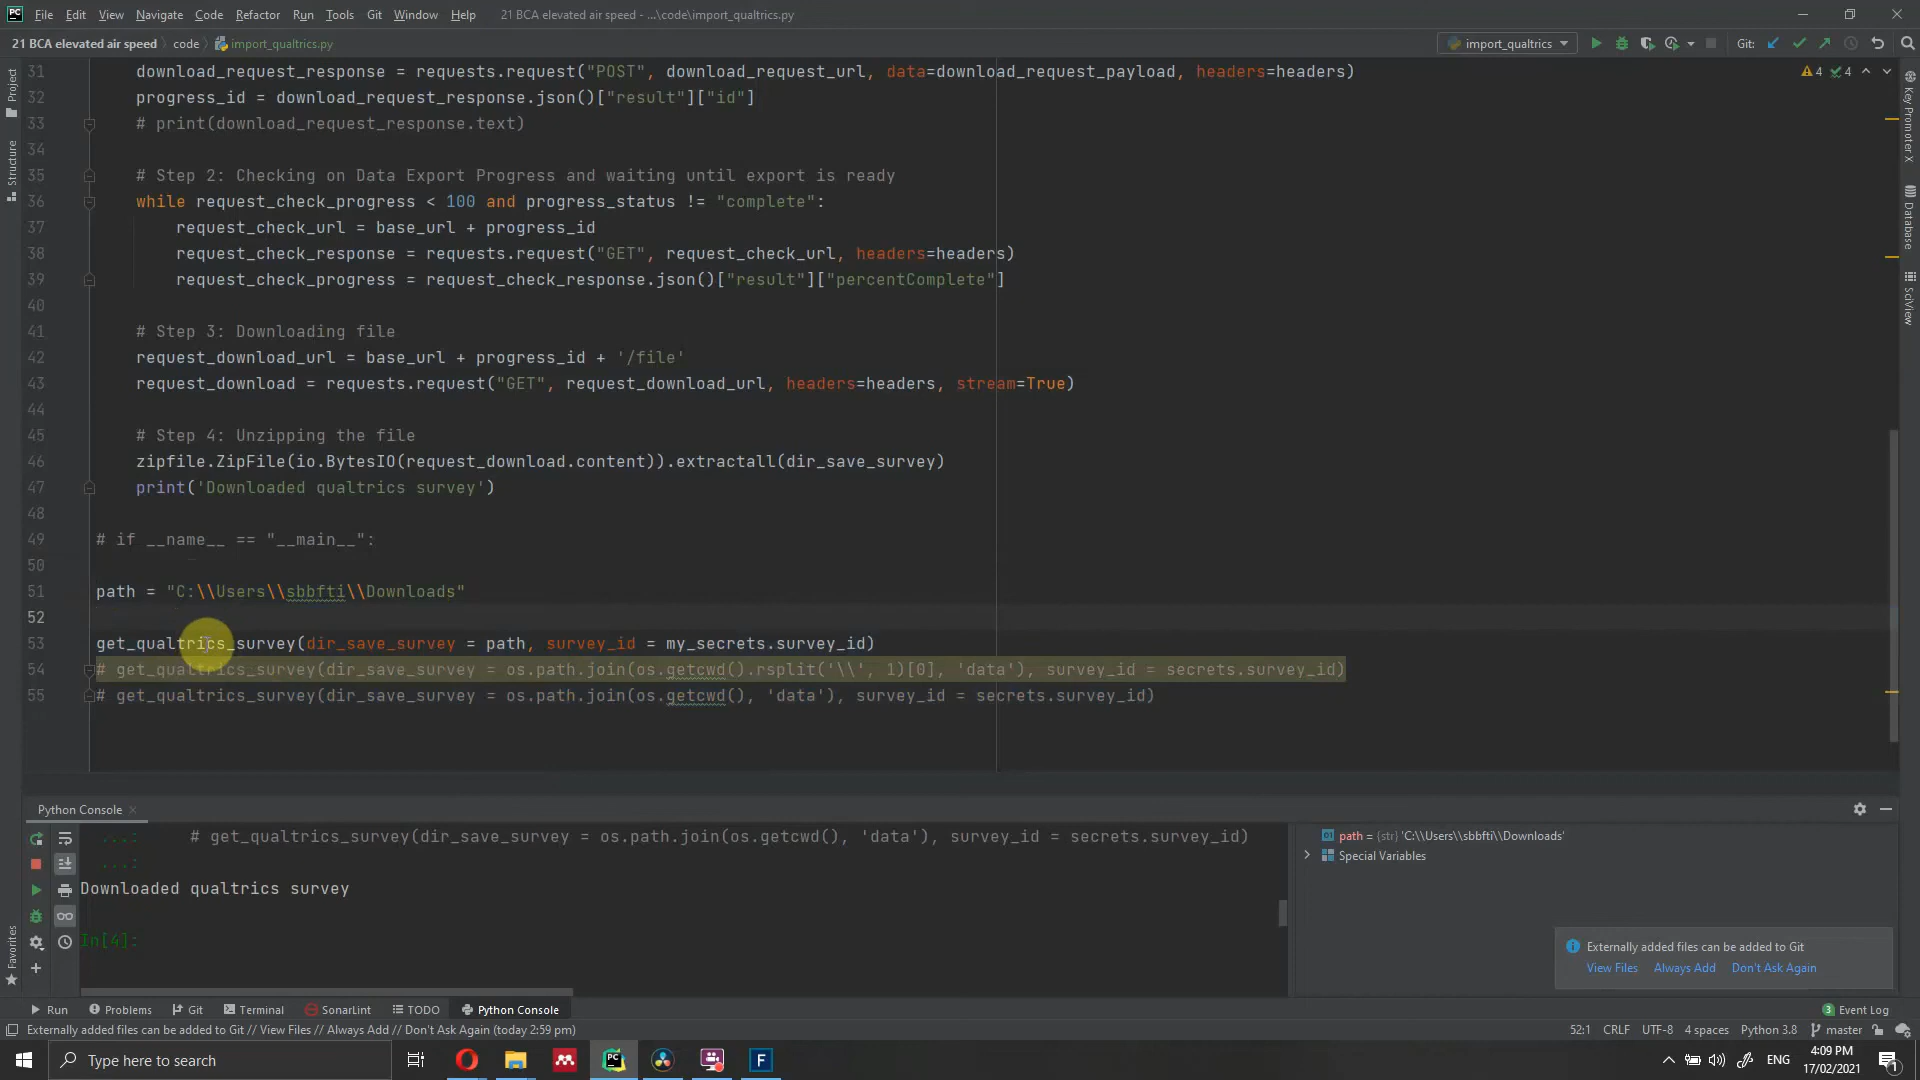 PC File Edit View Navigate Code Refactor Run Tools Git Window Help 21 BCA elevated air speed - ...\code\import_qualtrics.py
21 BCA elevated air speed code import_qualtrics.py import_qualtrics Git:
31 download_request_response = requests.request("POST", download_request_url, data=download_request_payload, headers=headers) 4 4
32 progress_id = download_request_response.json()["result"]["id"]
33 # print(download_request_response.text)
34
35 # Step 2: Checking on Data Export Progress and waiting until export is ready
36 while request_check_progress < 100 and progress_status != "complete":
37 request_check_url = base_url + progress_id
38 request_check_response = requests.request("GET", request_check_url, headers=headers)
39 request_check_progress = request_check_response.json()["result"]["percentComplete"]
40
41 # Step 3: Downloading file
42 request_download_url = base_url + progress_id + '/file'
43 request_download = requests.request("GET", request_download_url, headers=headers, stream=True)
44
45 # Step 4: Unzipping the file
46 zipfile.ZipFile(io.BytesIO(request_download.content)).extractall(dir_save_survey)
47 print('Downloaded qualtrics survey')
48
49 # if __name__ == "__main__":
50
51 path = "C:\\Users\\sbbfti\\Downloads"
52
53 get_qualtrics_survey(dir_save_survey = path, survey_id = my_secrets.survey_id)
54 # get_qualtrics_survey(dir_save_survey = os.path.join(os.getcwd().rsplit('\\', 1)[0], 'data'), survey_id = secrets.survey_id)
55 # get_qualtrics_survey(dir_save_survey = os.path.join(os.getcwd(), 'data'), survey_id = secrets.survey_id)
Project
Structure
Favorites
Key Promoter X
Database
SciView
Python Console
...: # get_qualtrics_survey(dir_save_survey = os.path.join(os.getcwd(), 'data'), survey_id = secrets.survey_id)
...:
Downloaded qualtrics survey
In[4]:
path = {str} 'C:\\Users\\sbbfti\\Downloads'
Special Variables
Externally added files can be added to Git
View Files Always Add Don't Ask Again
Run Problems Git Terminal SonarLint TODO Python Console 3 Event Log
Externally added files can be added to Git // View Files // Always Add // Don't Ask Again (today 2:59 pm) 52:1 CRLF UTF-8 4 spaces Python 3.8 master
Type here to search PC F ENG 4:09 PM
17/02/2021 1